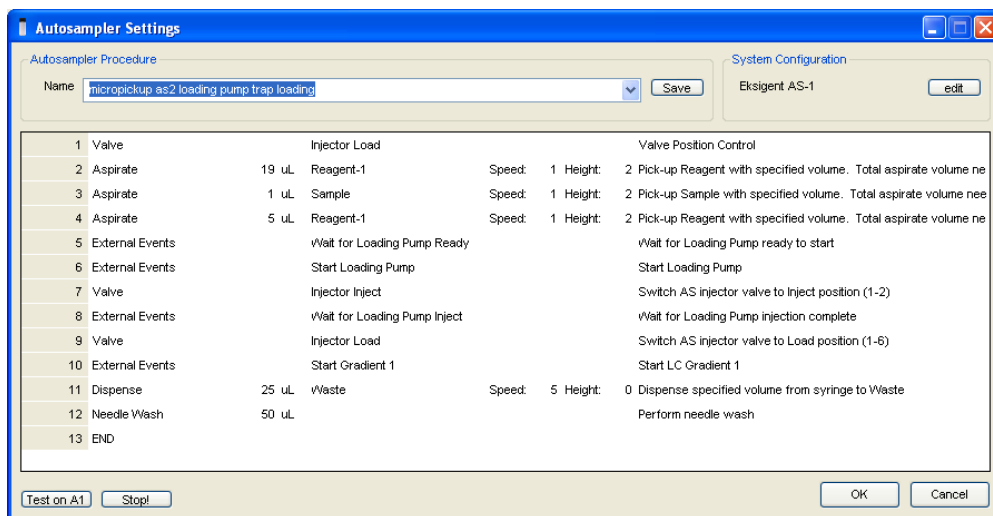 Autosampler Settings
Autosampler Procedure
System Configuration
Name micropickup as2 loading pump trap loading Save
Eksigent AS-1 edit
1 Valve Injector Load Valve Position Control
2 Aspirate 19 uL Reagent-1 Speed: 1 Height: 2 Pick-up Reagent with specified volume. Total aspirate volume ne
3 Aspirate 1 uL Sample Speed: 1 Height: 2 Pick-up Sample with specified volume. Total aspirate volume nee
4 Aspirate 5 uL Reagent-1 Speed: 1 Height: 2 Pick-up Reagent with specified volume. Total aspirate volume ne
5 External Events Wait for Loading Pump Ready Wait for Loading Pump ready to start
6 External Events Start Loading Pump Start Loading Pump
7 Valve Injector Inject Switch AS injector valve to Inject position (1-2)
8 External Events Wait for Loading Pump Inject Wait for Loading Pump injection complete
9 Valve Injector Load Switch AS injector valve to Load position (1-6)
10 External Events Start Gradient 1 Start LC Gradient 1
11 Dispense 25 uL Waste Speed: 5 Height: 0 Dispense specified volume from syringe to Waste
12 Needle Wash 50 uL Perform needle wash
13 END
Test on A1 Stop! OK Cancel